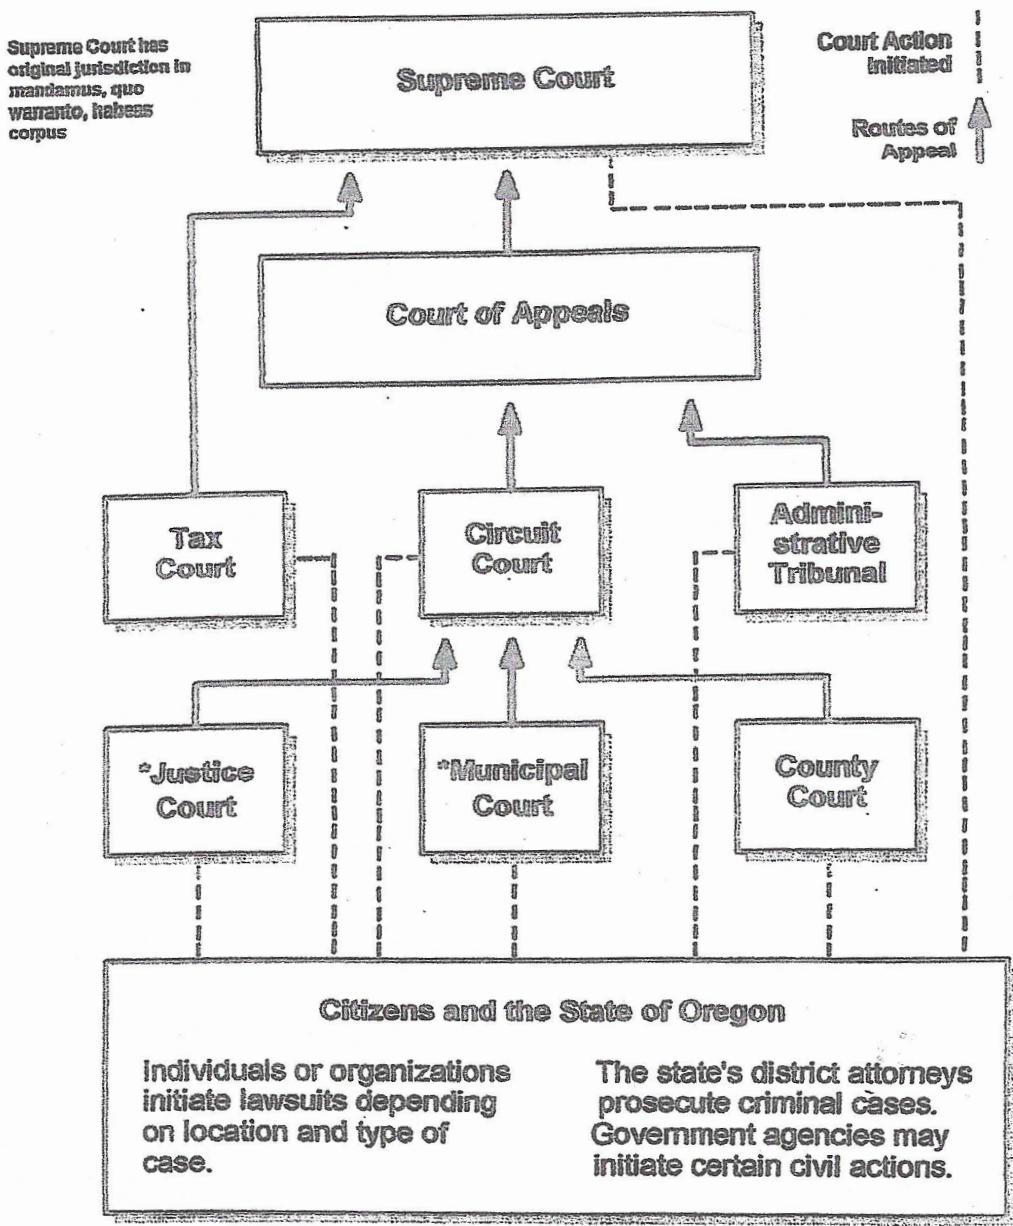 Supreme Court has
original jurisdiction in
mandamus, quo
warranto, habeas
corpus
Supreme Court
Court Action
Initiated
Routes of
Appeal
Court of Appeals
Tax
Court
Circuit
Court
Admini-
strative
Tribunal
*Justice
Court
*Municipal
Court
County
Court
Citizens and the State of Oregon
Individuals or organizations
initiate lawsuits depending
on location and type of
case.
The state's district attorneys
prosecute criminal cases.
Government agencies may
initiate certain civil actions.